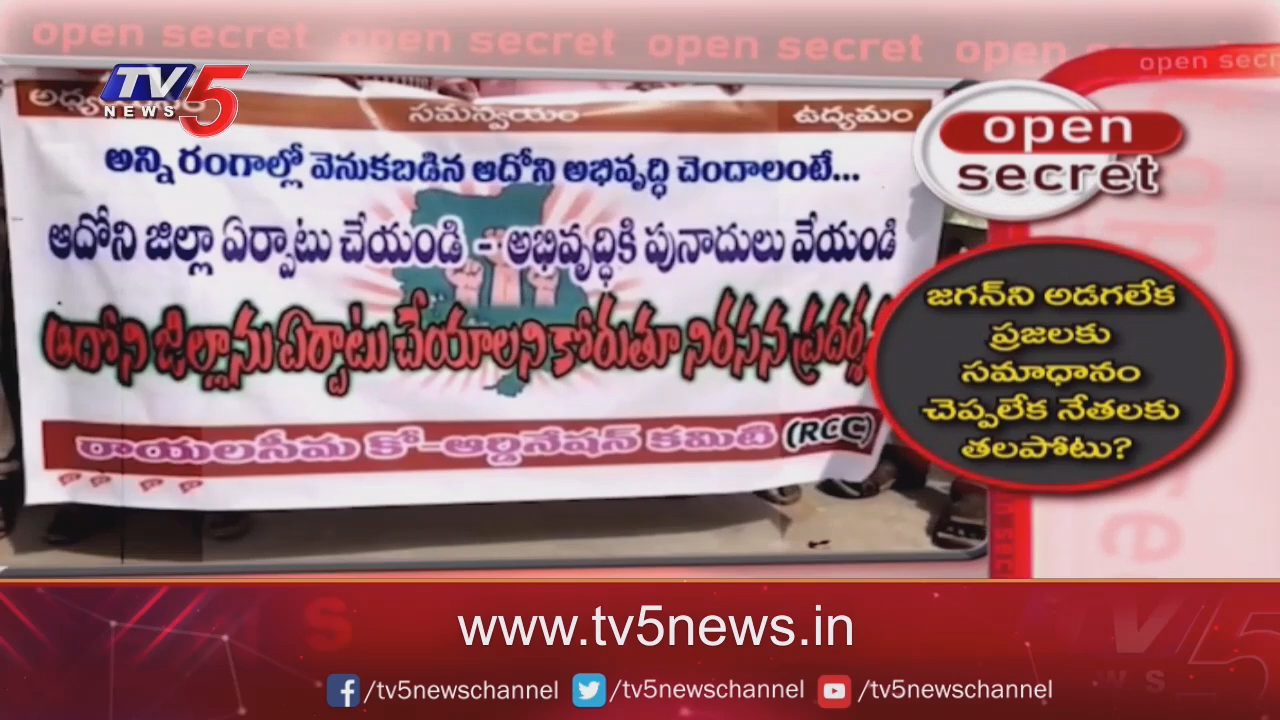 open secret open secret open secret open secret
open secr
TV5
NEWS
సమస్వయం ఉద్యమం
అన్ని రంగాల్లో వెనుకబడిన ఆదోని అభివృద్ధి చెందాలంటే...
ఆదోని జిల్లా ఏర్పాటు చేయండి - అభివృద్ధికి పునాదులు వేయండి
ఆదోని జిల్లాను ఏర్పాటు చేయాలని కోరుతూ నిరసన
రాయలసీమ కో-ఆర్డినేషన్ కమిటి (RCC)
open
secret
జగన్‌ని అడగలేక
ప్రజలకు
సమాధానం
చెప్పలేక నేతలకు
తలపోటు?
www.tv5news.in
/tv5newschannel /tv5newschannel /tv5newschannel